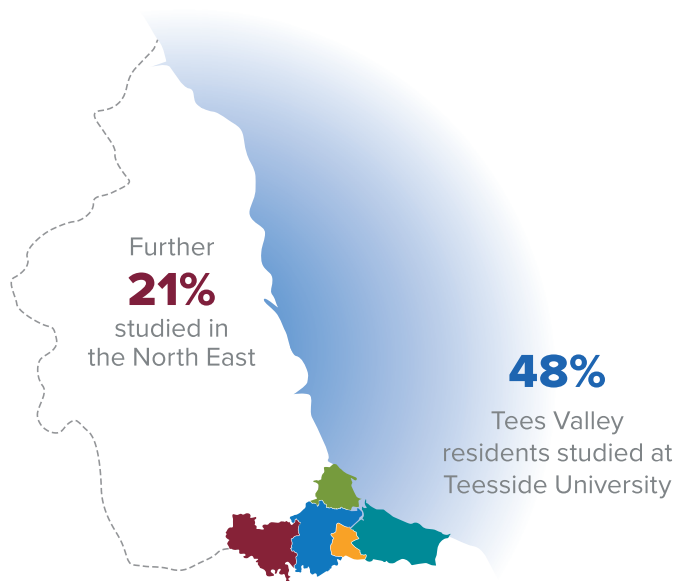 Further
21%
studied in
the North East
48%
Tees Valley
residents studied at
Teesside University